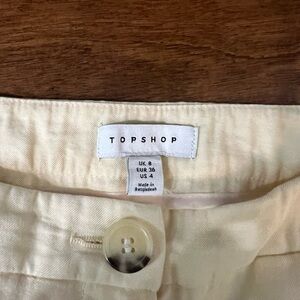 TOPSHOP
UK 8
EUR 36
US 4
Made in
Bangladesh